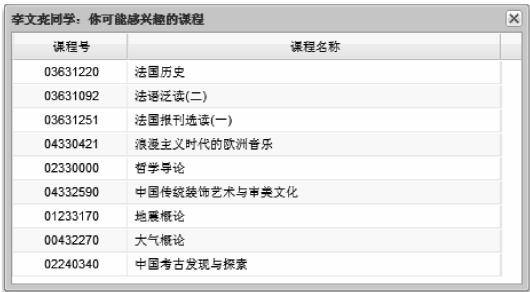 李文尧同学：你可能感兴趣的课程
课程号 课程名称
03631220 法国历史
03631092 法语泛读(二)
03631251 法国报刊选读(一)
04330421 浪漫主义时代的欧洲音乐
02330000 哲学导论
04332590 中国传统装饰艺术与审美文化
01233170 地震概论
00432270 大气概论
02240340 中国考古发现与探索